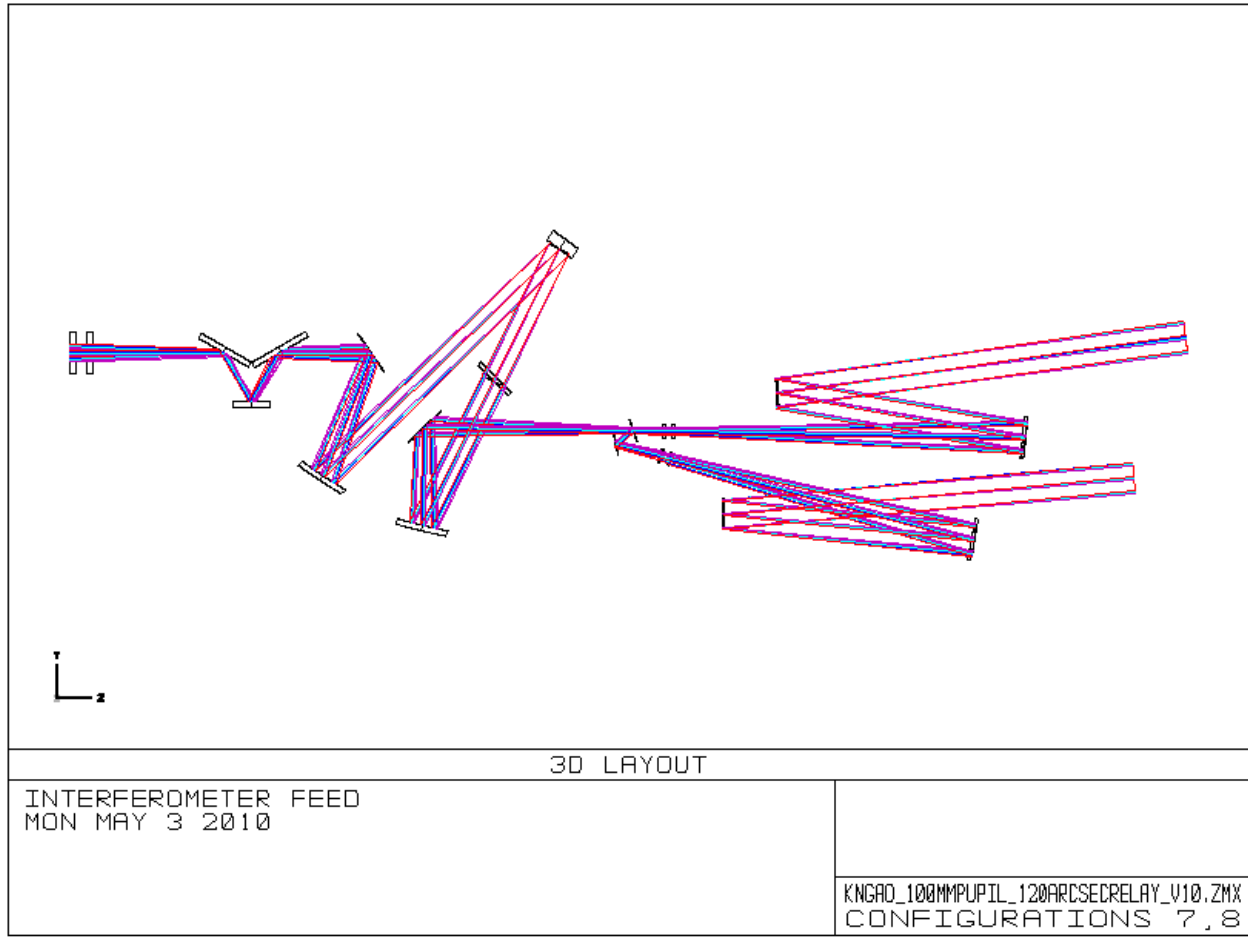 Y
Z
3D LAYOUT
INTERFEROMETER FEED
MON MAY 3 2010
KNGAO_100MMPUPIL_120ARCSECRELAY_V10.ZMX
CONFIGURATIONS 7,8